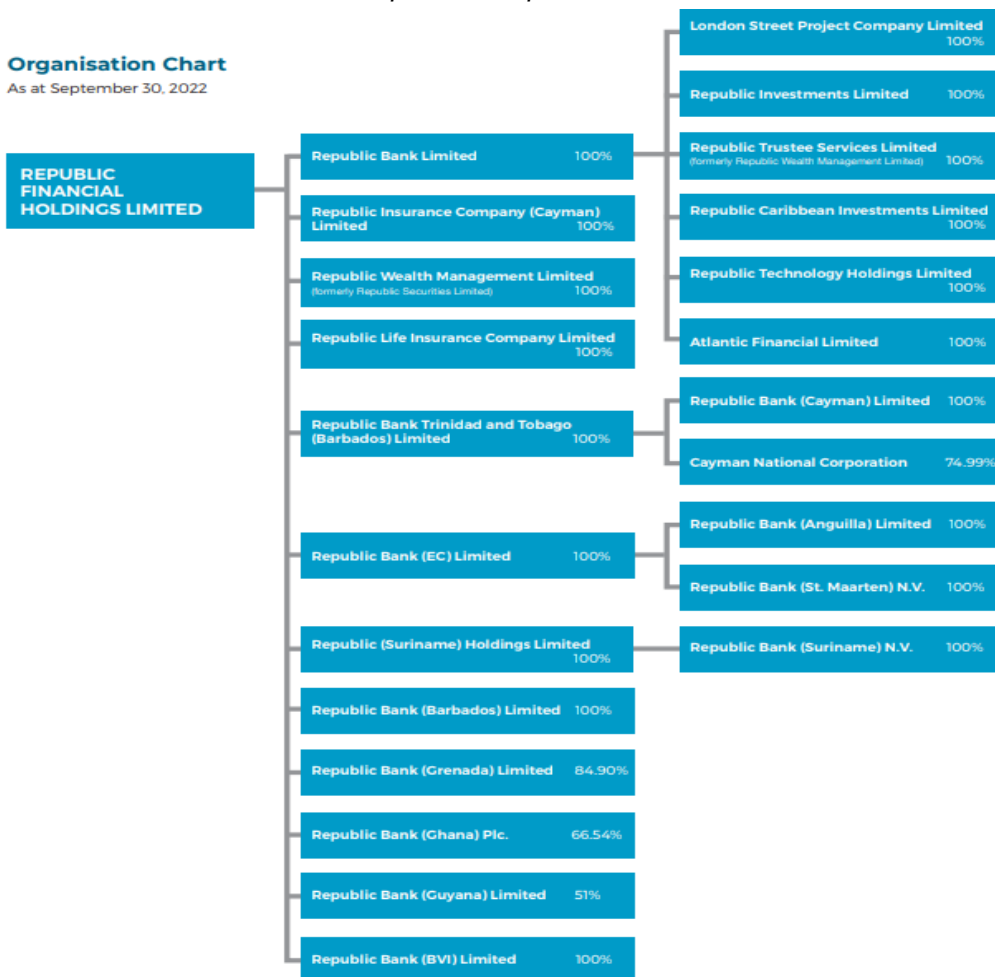 Organisation Chart
As at September 30, 2022
REPUBLIC
FINANCIAL
HOLDINGS LIMITED
Republic Bank Limited 100%
Republic Insurance Company (Cayman)
Limited 100%
Republic Wealth Management Limited
(formerly Republic Securities Limited) 100%
Republic Life Insurance Company Limited
100%
Republic Bank Trinidad and Tobago
(Barbados) Limited 100%
Republic Bank (EC) Limited 100%
Republic (Suriname) Holdings Limited
100%
Republic Bank (Barbados) Limited 100%
Republic Bank (Grenada) Limited 84.90%
Republic Bank (Ghana) Plc. 66.54%
Republic Bank (Guyana) Limited 51%
Republic Bank (BVI) Limited 100%
London Street Project Company Limited
100%
Republic Investments Limited 100%
Republic Trustee Services Limited
(formerly Republic Wealth Management Limited) 100%
Republic Caribbean Investments Limited
100%
Republic Technology Holdings Limited
100%
Atlantic Financial Limited 100%
Republic Bank (Cayman) Limited 100%
Cayman National Corporation 74.99%
Republic Bank (Anguilla) Limited 100%
Republic Bank (St. Maarten) N.V. 100%
Republic Bank (Suriname) N.V. 100%